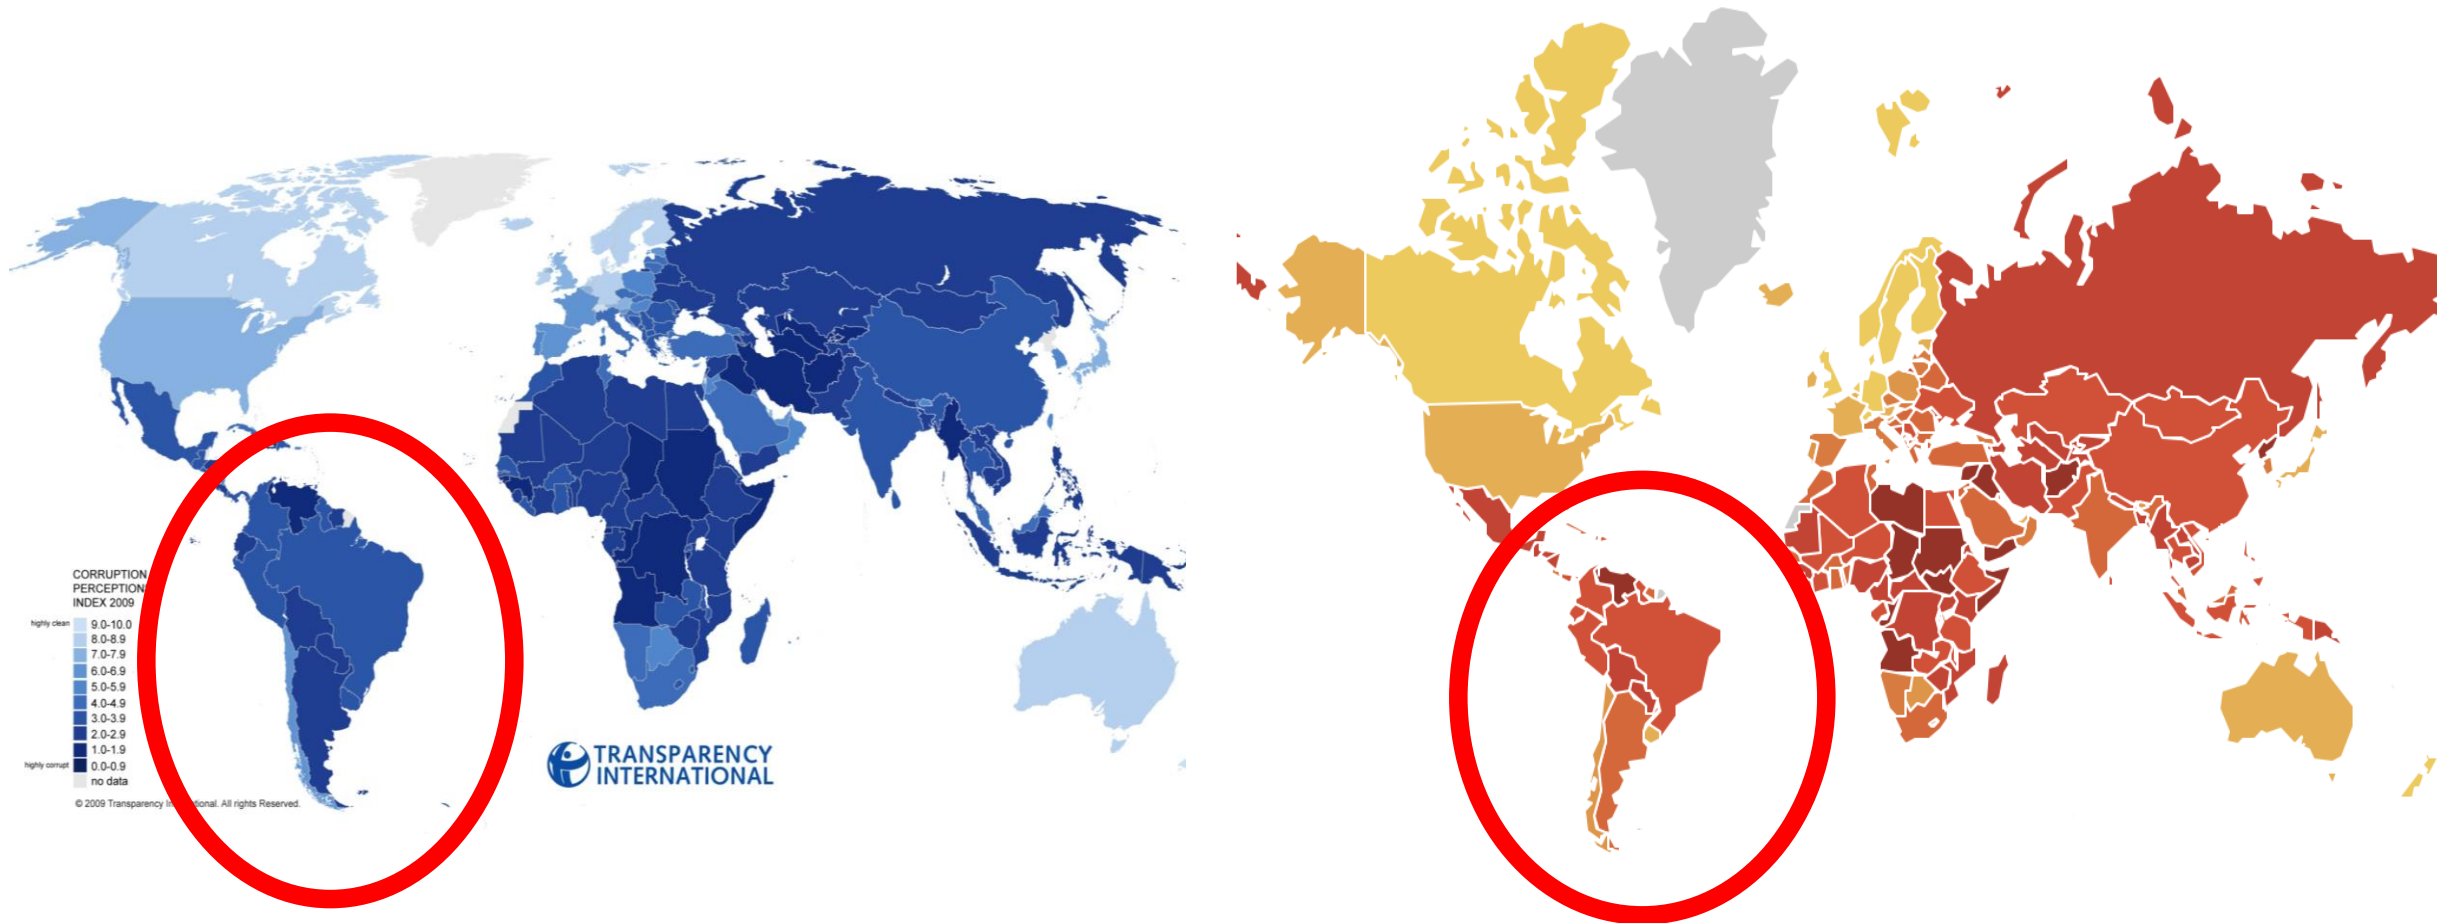 CORRUPTION
PERCEPTION
INDEX 2009
highly clean
9.0-10.0
8.0-8.9
7.0-7.9
6.0-6.9
5.0-5.9
4.0-4.9
3.0-3.9
2.0-2.9
1.0-1.9
highly corrupt
0.0-0.9
no data
© 2009 Transparency In ional. All rights Reserved.
TRANSPARENCY
INTERNATIONAL